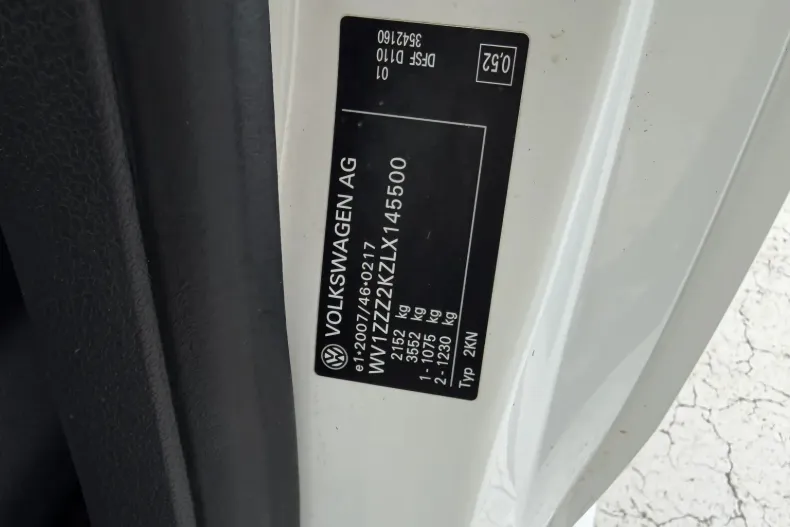 VOLKSWAGEN AG
e1*2007/46*0217
WV1ZZZ2KZLX145500
2152 kg
3552 kg
1- 1075 kg
2- 1230 kg
Typ 2KN
01
DFSF D110
3542160
0,52